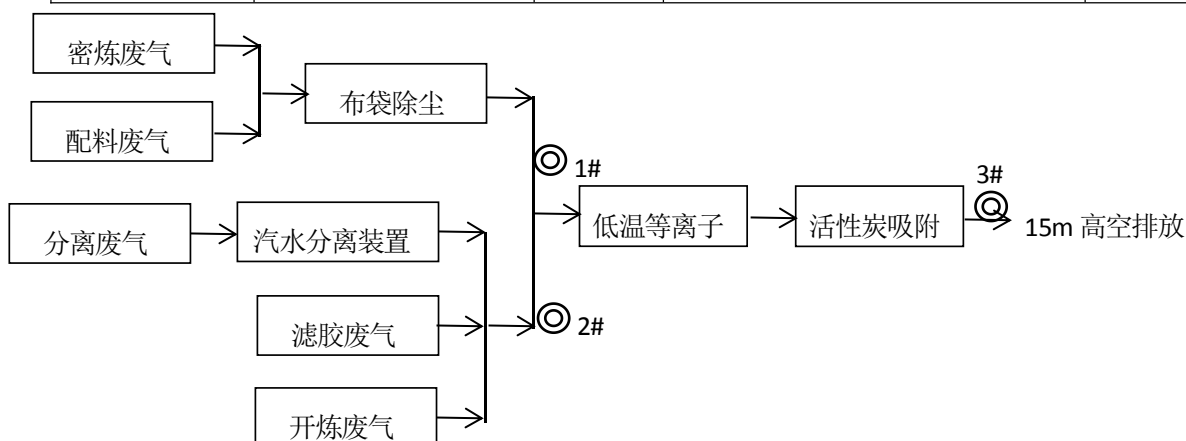 密炼废气
配料废气
布袋除尘
1#
3#
分离废气
汽水分离装置
低温等离子
活性炭吸附
15m 高空排放
滤胶废气
2#
开炼废气